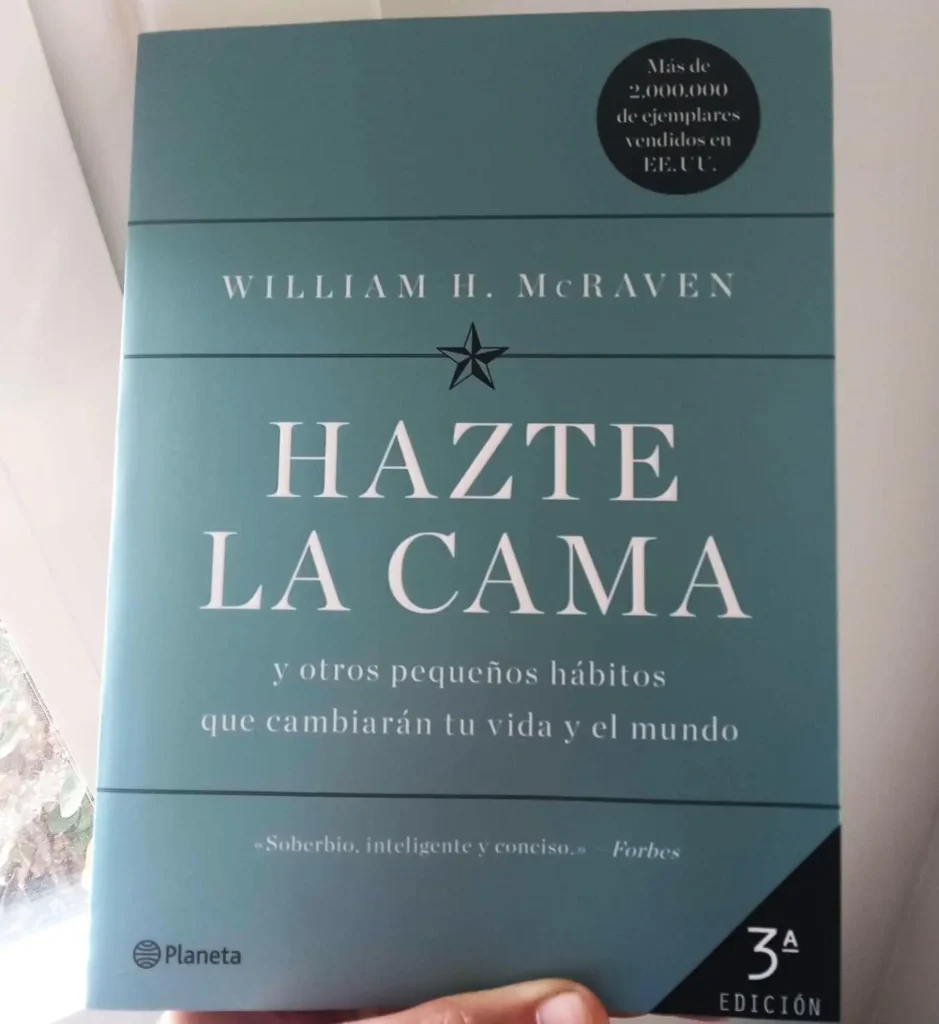 Más de
2.000.000
de ejemplares
vendidos en
EE.UU.
WILLIAM H. McRAVEN
HAZTE
LA CAMA
y otros pequeños hábitos
que cambiarán tu vida y el mundo
«Soberbio, inteligente y conciso.» —Forbes
Planeta
3ª
EDICIÓN